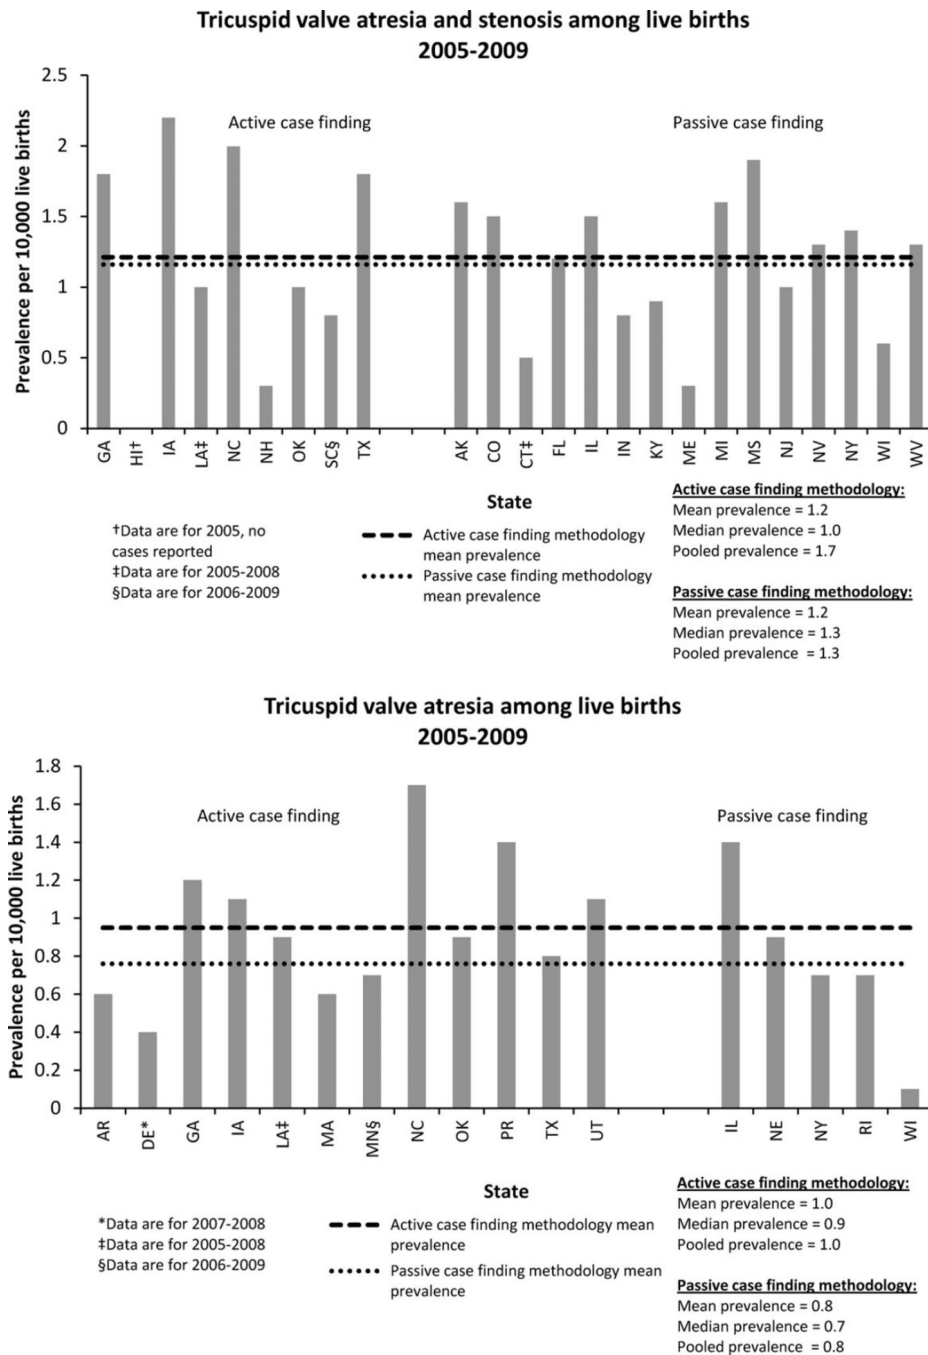 Tricuspid valve atresia and stenosis among live births
2005-2009
Prevalence per 10,000 live births
2.5
2
1.5
1
0.5
0
Active case finding
Passive case finding
GA
HI†
IA
LA‡
NC
NH
OK
SC§
TX
AK
CO
CT‡
FL
IL
IN
KY
ME
MI
MS
NJ
NV
NY
WI
WV
State
†Data are for 2005, no
cases reported
‡Data are for 2005-2008
§Data are for 2006-2009
Active case finding methodology
mean prevalence
Passive case finding methodology
mean prevalence
Active case finding methodology:
Mean prevalence = 1.2
Median prevalence = 1.0
Pooled prevalence = 1.7
Passive case finding methodology:
Mean prevalence = 1.2
Median prevalence = 1.3
Pooled prevalence = 1.3
Tricuspid valve atresia among live births
2005-2009
Prevalence per 10,000 live births
1.8
1.6
1.4
1.2
1
0.8
0.6
0.4
0.2
0
Active case finding
Passive case finding
AR
DE*
GA
IA
LA‡
MA
MN§
NC
OK
PR
TX
UT
IL
NE
NY
RI
WI
State
*Data are for 2007-2008
‡Data are for 2005-2008
§Data are for 2006-2009
Active case finding methodology mean
prevalence
Passive case finding methodology mean
prevalence
Active case finding methodology:
Mean prevalence = 1.0
Median prevalence = 0.9
Pooled prevalence = 1.0
Passive case finding methodology:
Mean prevalence = 0.8
Median prevalence = 0.7
Pooled prevalence = 0.8